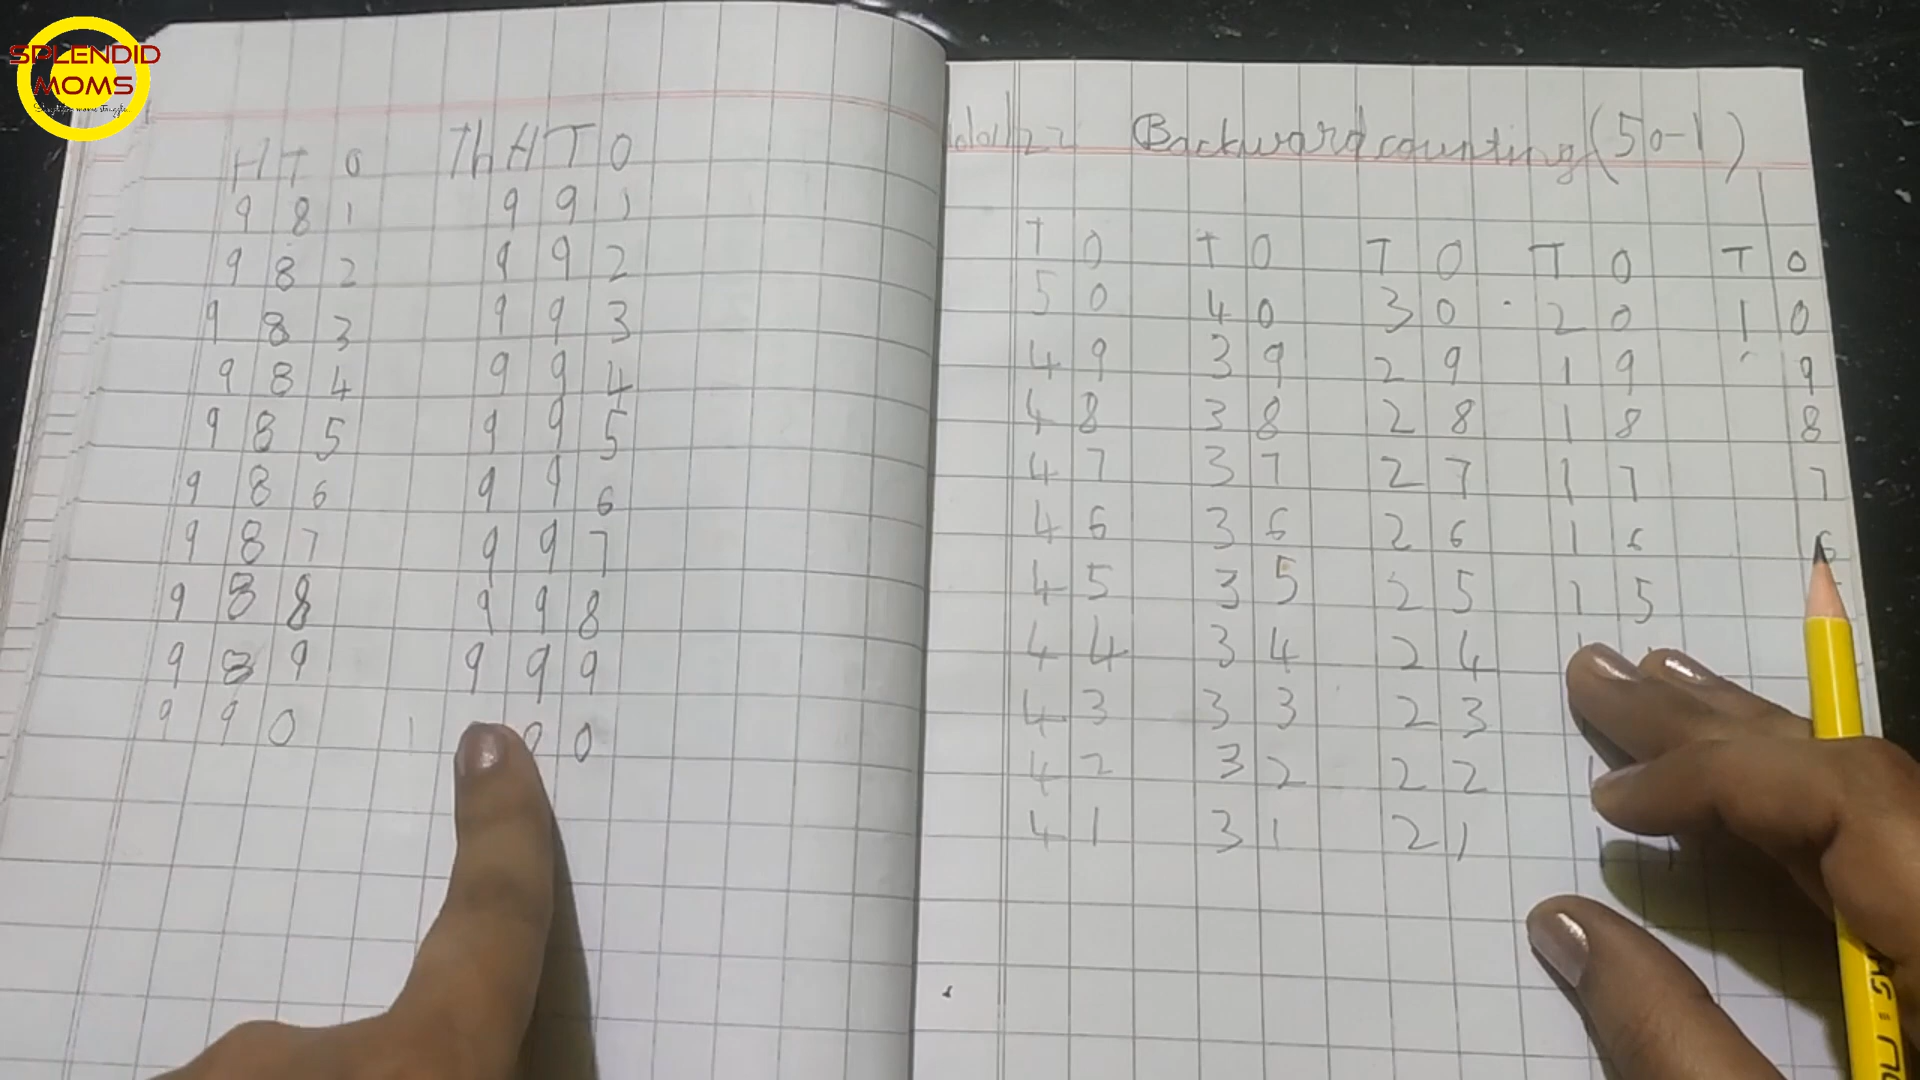 SPLENDID
MOMS
H T O Th H T O
9 8 1 9 9 1
9 8 2 9 9 2
9 8 3 9 9 3
9 8 4 9 9 4
9 8 5 9 9 5
9 8 6 9 9 6
9 8 7 9 9 7
9 8 8 9 9 8
9 8 9 9 9 9
9 9 0 1 0 0
Backward counting (50-1)
T O T O T O T O T O
5 0 4 0 3 0 2 0 1 0
4 9 3 9 2 9 1 9 9
4 8 3 8 2 8 1 8 8
4 7 3 7 2 7 1 7 7
4 6 3 6 2 6 1 6 6
4 5 3 5 2 5 1 5
4 4 3 4 2 4
4 3 3 3 2 3
4 2 3 2 2 2 1
4 1 3 1 2 1 1